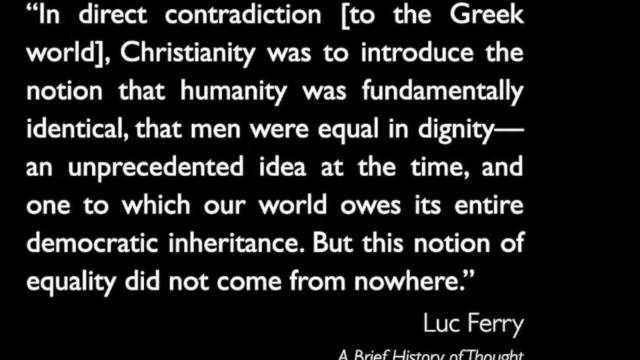 “In direct contradiction [to the Greek
world], Christianity was to introduce the
notion that humanity was fundamentally
identical, that men were equal in dignity—
an unprecedented idea at the time, and
one to which our world owes its entire
democratic inheritance. But this notion of
equality did not come from nowhere.”
Luc Ferry
A Brief History of Thought